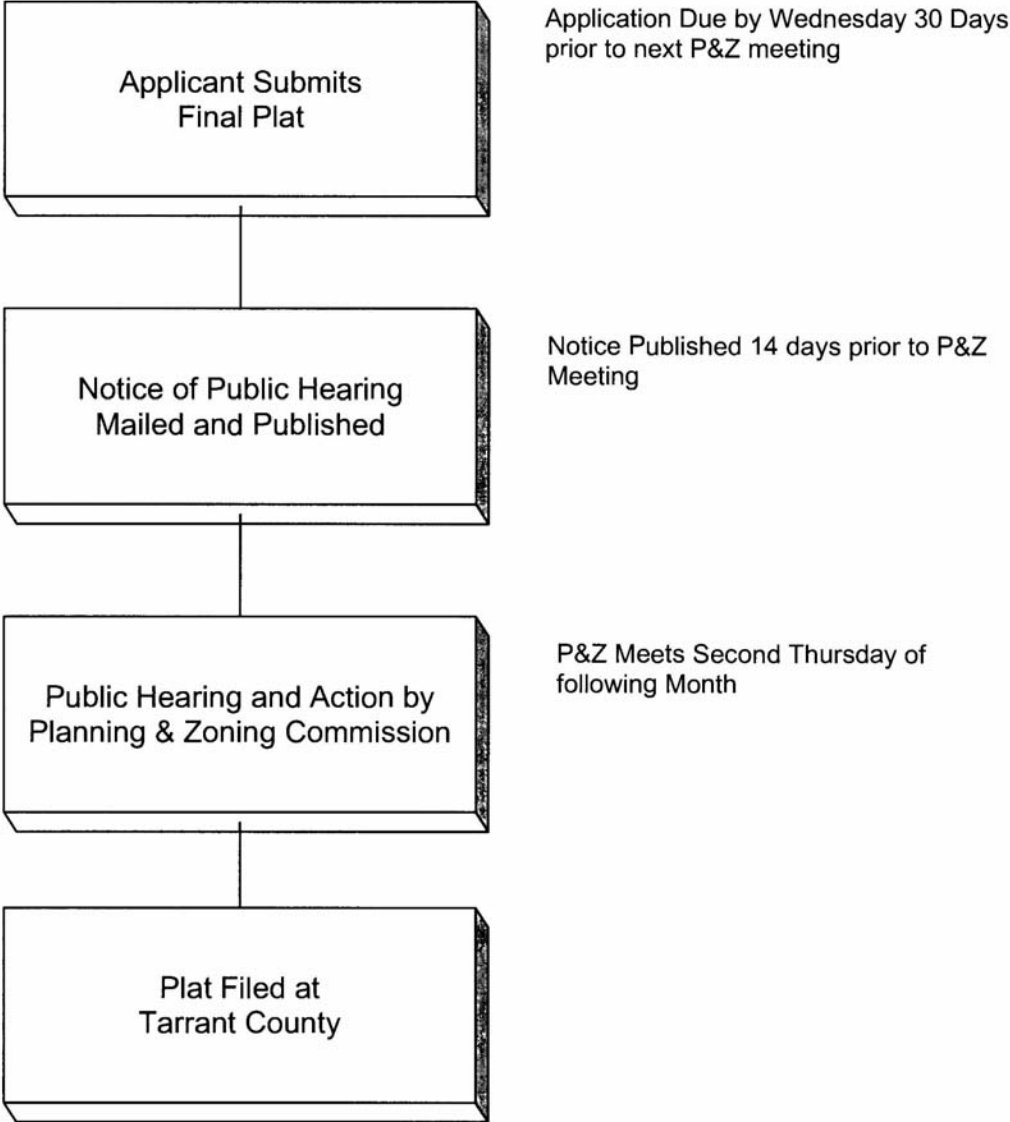 Application Due by Wednesday 30 Days
prior to next P&Z meeting
Applicant Submits
Final Plat
Notice Published 14 days prior to P&Z
Meeting
Notice of Public Hearing
Mailed and Published
P&Z Meets Second Thursday of
following Month
Public Hearing and Action by
Planning & Zoning Commission
Plat Filed at
Tarrant County